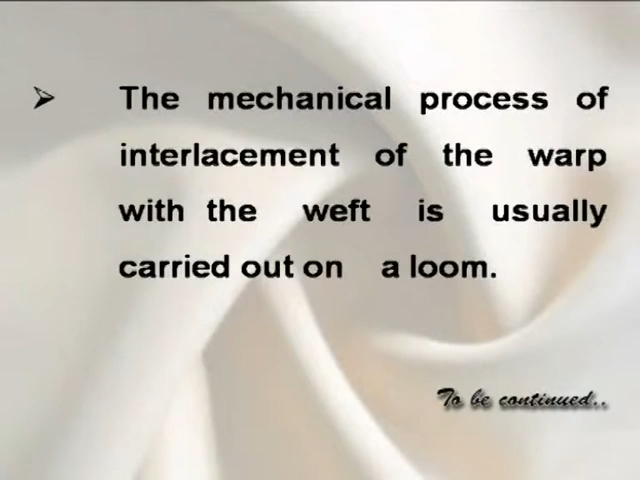 ➢ The mechanical process of
interlacement of the warp
with the weft is usually
carried out on a loom.
To be continued..